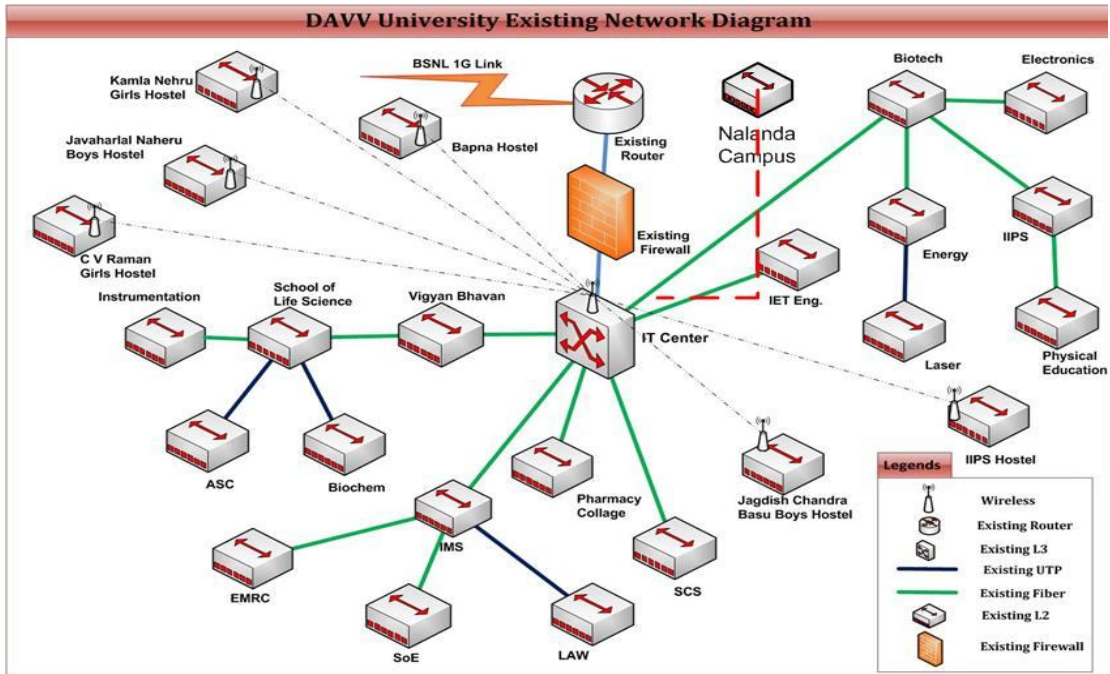 DAVV University Existing Network Diagram
Kamla Nehru
Girls Hostel
BSNL 1G Link
Biotech
Electronics
Javaharlal Naheru
Boys Hostel
Bapna Hostel
Existing
Router
Nalanda
Campus
C V Raman
Girls Hostel
Existing
Firewall
Energy
IIPS
Instrumentation
School of
Life Science
Vigyan Bhavan
IET Eng.
IT Center
Laser
Physical
Education
ASC
Biochem
Pharmacy
Collage
Jagdish Chandra
Basu Boys Hostel
IIPS Hostel
IMS
EMRC
SCS
SoE
LAW
Legends
Wireless
Existing Router
Existing L3
Existing UTP
Existing Fiber
Existing L2
Existing Firewall